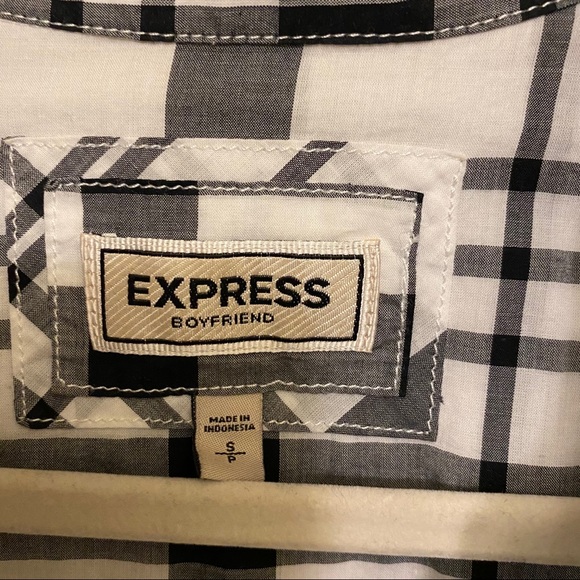 EXPRESS
BOYFRIEND
MADE IN
INDONESIA
S
P